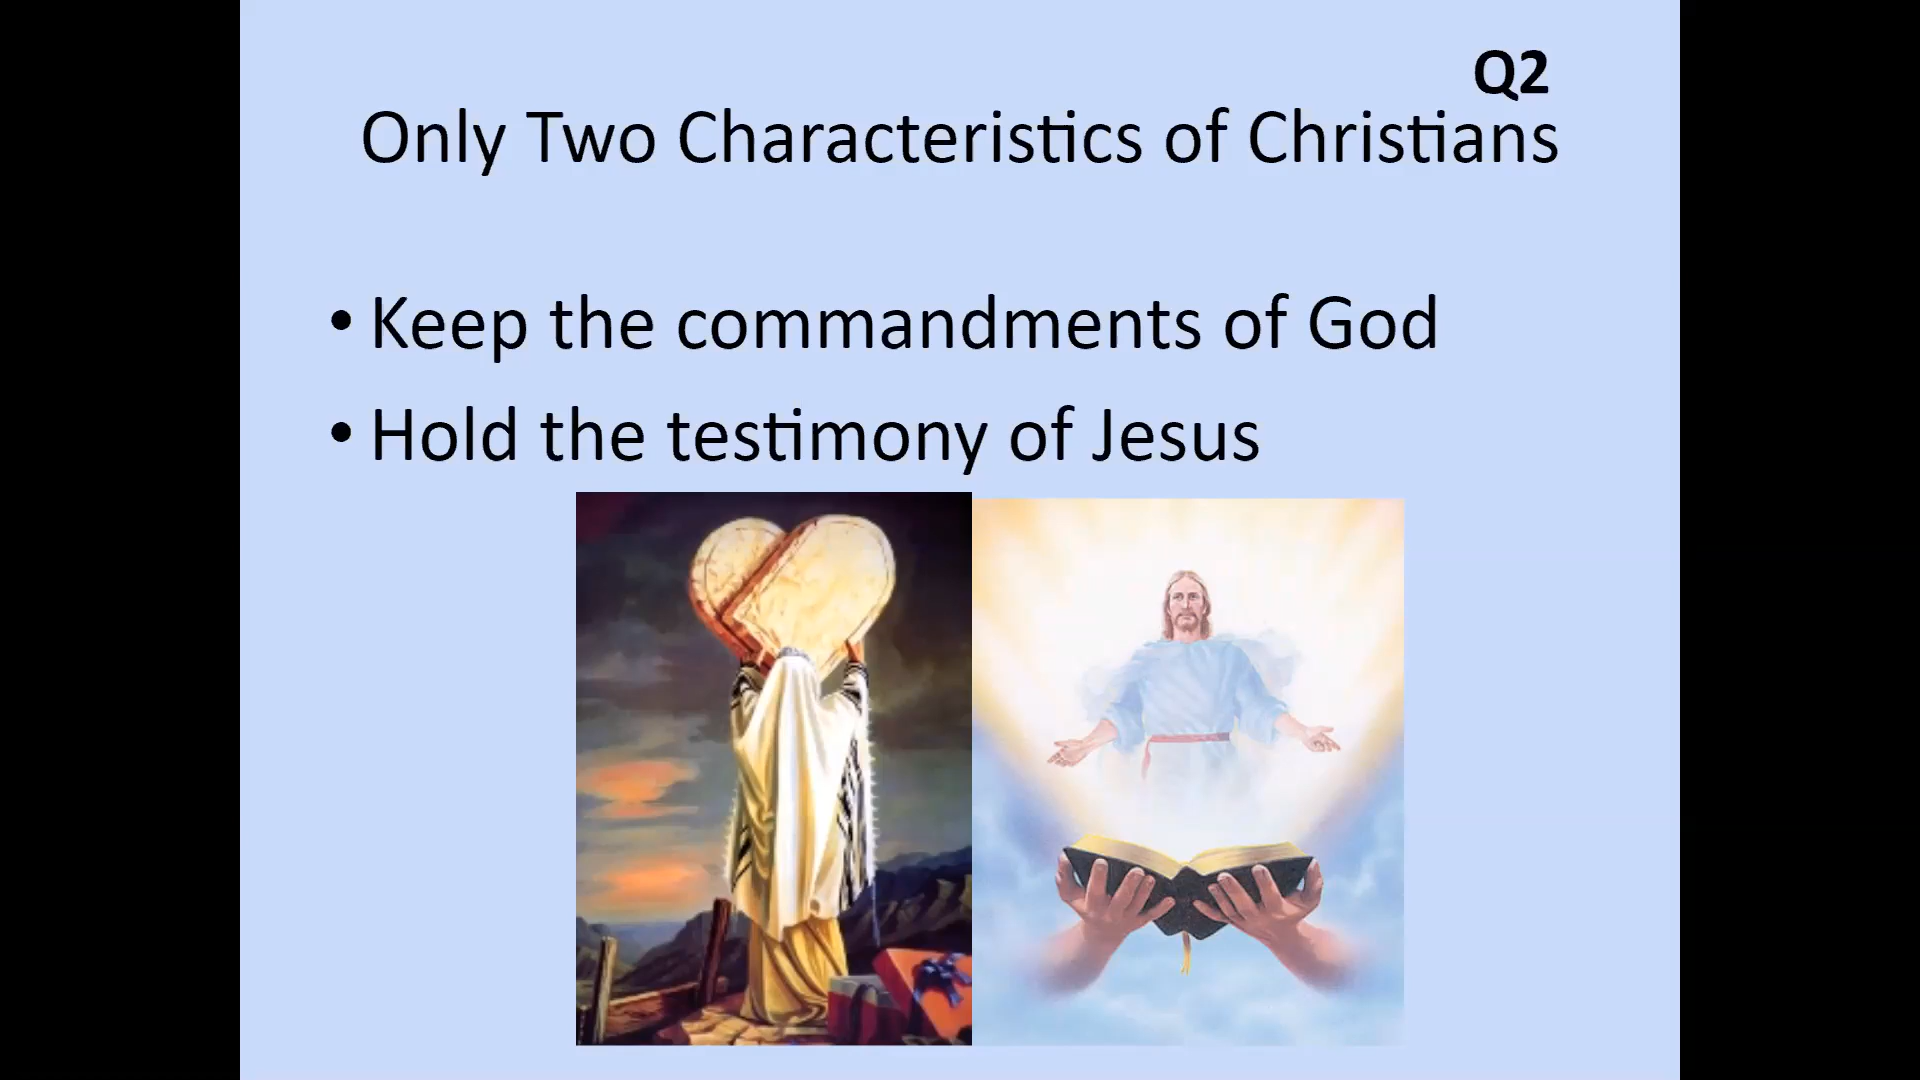 Q2
Only Two Characteristics of Christians
• Keep the commandments of God
• Hold the testimony of Jesus